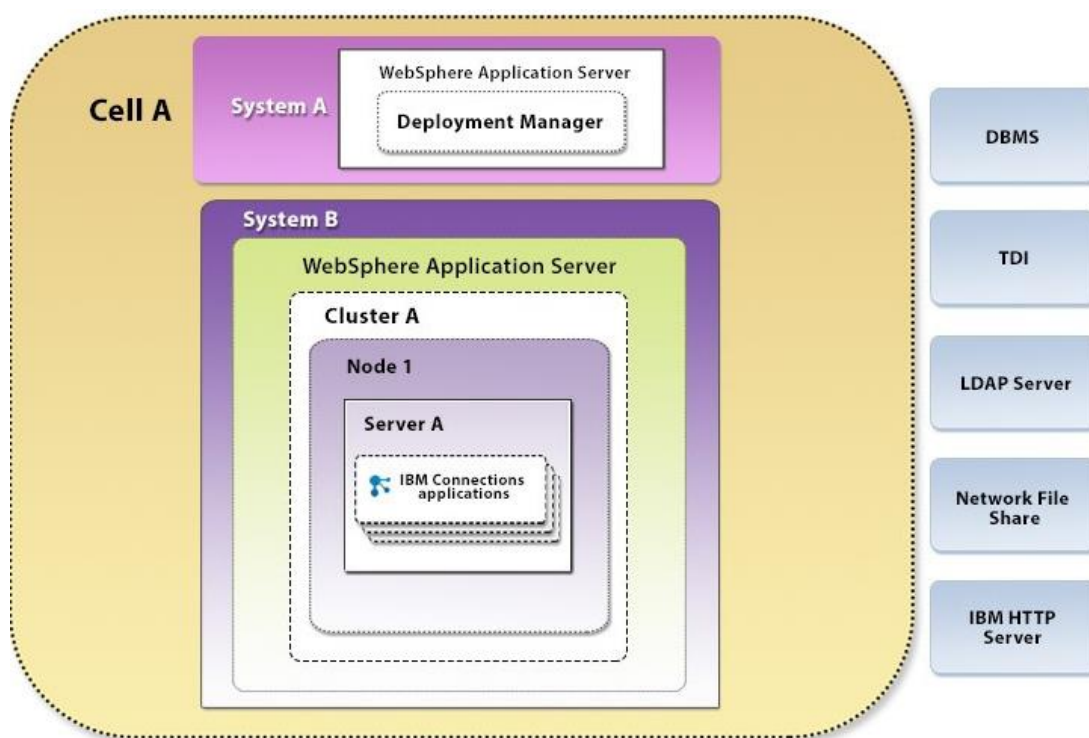 Cell A
System A
WebSphere Application Server
Deployment Manager
System B
WebSphere Application Server
Cluster A
Node 1
Server A
IBM Connections
applications
DBMS
TDI
LDAP Server
Network File
Share
IBM HTTP
Server